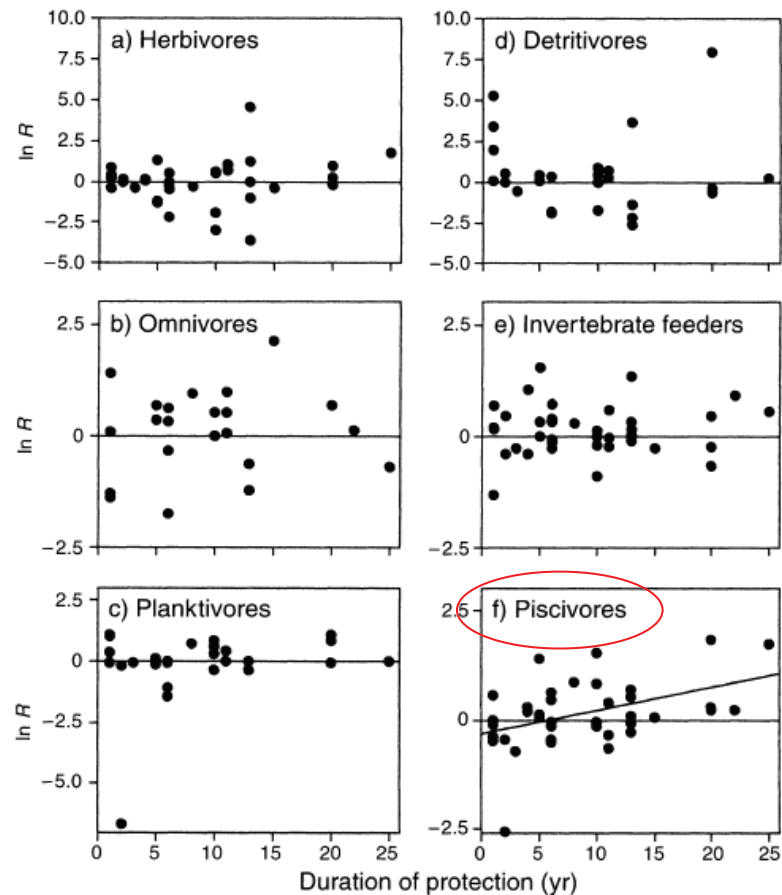 a) Herbivores
10.0
7.5
5.0
2.5
0
−2.5
−5.0
ln R
d) Detritivores
10.0
7.5
5.0
2.5
0
−2.5
−5.0
b) Omnivores
2.5
0
−2.5
ln R
e) Invertebrate feeders
2.5
0
−2.5
c) Planktivores
2.5
0
−2.5
−5.0
ln R
0 5 10 15 20 25
f) Piscivores
2.5
0
−2.5
0 5 10 15 20 25
Duration of protection (yr)